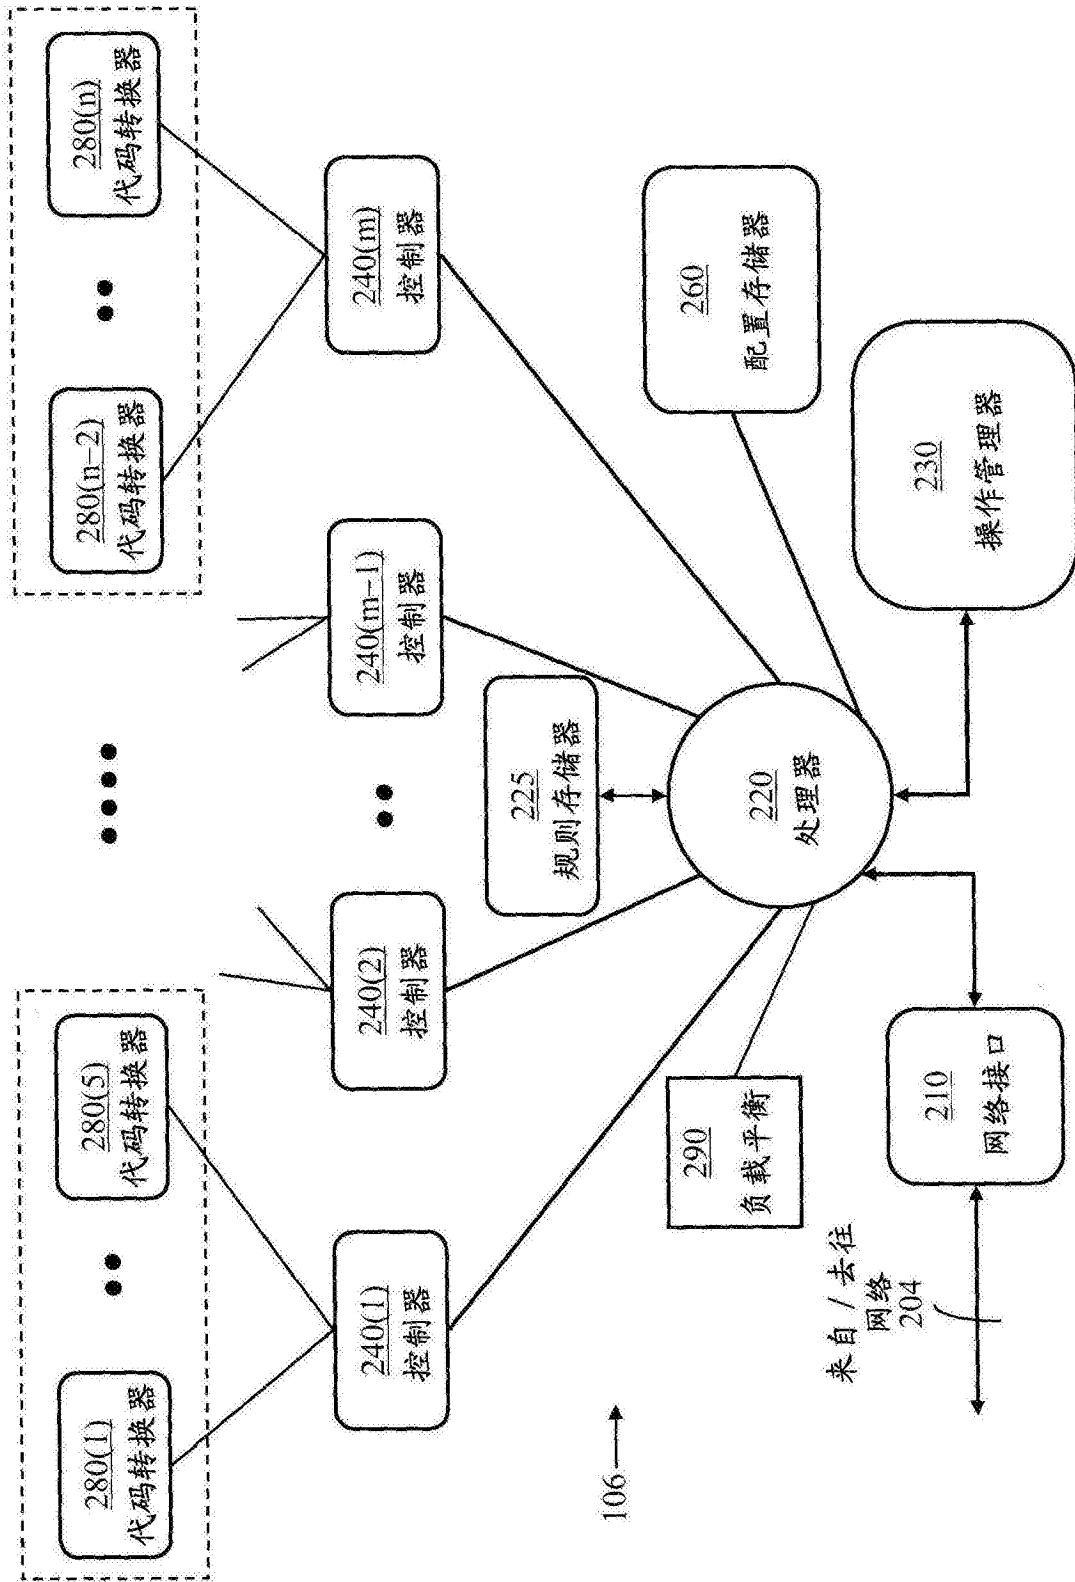 280(1)
代码转换器
280(5)
代码转换器
280(n-2)
代码转换器
280(n)
代码转换器
240(1)
控制器
240(2)
控制器
240(m-1)
控制器
240(m)
控制器
225
规则存储器
106
290
负载平衡
220
处理器
260
配置存储器
来自 / 去往
网络
204
210
网络接口
230
操作管理器